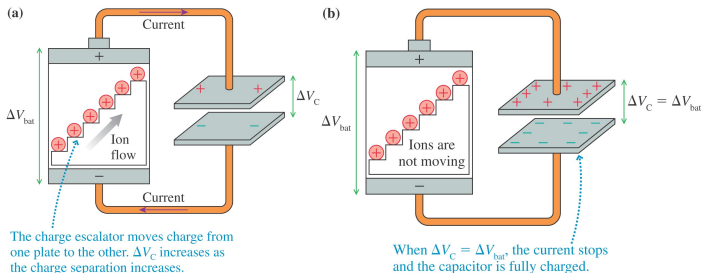 (a)
Current
+
+ +
ΔV_bat
ΔV_C
+ + + + + +
Ion
flow
− −
−
Current
The charge escalator moves charge from
one plate to the other. ΔV_C increases as
the charge separation increases.
(b)
+
ΔV_bat
ΔV_C = ΔV_bat
+ + + + + +
Ions are
not moving
−
When ΔV_C = ΔV_bat, the current stops
and the capacitor is fully charged.